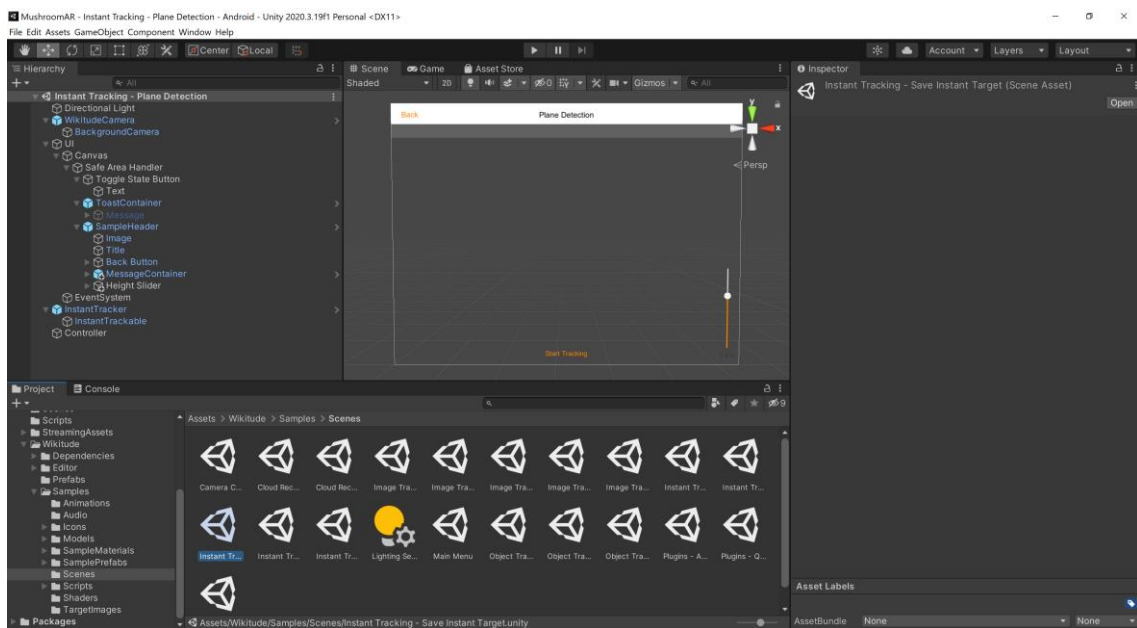 MushroomAR - Instant Tracking - Plane Detection - Android - Unity 2020.3.19f1 Personal <DX11>
File Edit Assets GameObject Component Window Help
Center Local Account Layers Layout
Hierarchy
All
Instant Tracking - Plane Detection
Directional Light
WikitudeCamera
BackgroundCamera
UI
Canvas
Safe Area Handler
Toggle State Button
Text
ToastContainer
Message
SampleHeader
Image
Title
Back Button
MessageContainer
Height Slider
EventSystem
InstantTracker
InstantTrackable
Controller
Scene Game Asset Store
Shaded 2D 0 Gizmos All
Back Plane Detection
y
x
Persp
Start Tracking
Inspector
Instant Tracking - Save Instant Target (Scene Asset)
Open
Project Console
9
Scripts
StreamingAssets
Wikitude
Dependencies
Editor
Prefabs
Samples
Animations
Audio
Icons
Models
SampleMaterials
SamplePrefabs
Scenes
Scripts
Shaders
TargetImages
Packages
Assets > Wikitude > Samples > Scenes
Camera C... Cloud Rec... Cloud Rec... Image Tra... Image Tra... Image Tra... Image Tra... Image Tra... Instant Tr... Instant Tr...
Instant Tr... Instant Tr... Instant Tr... Lighting Se... Main Menu Object Tra... Object Tra... Object Tra... Plugins - A... Plugins - Q...
Assets/Wikitude/Samples/Scenes/Instant Tracking - Save Instant Target.unity
Asset Labels
AssetBundle None None